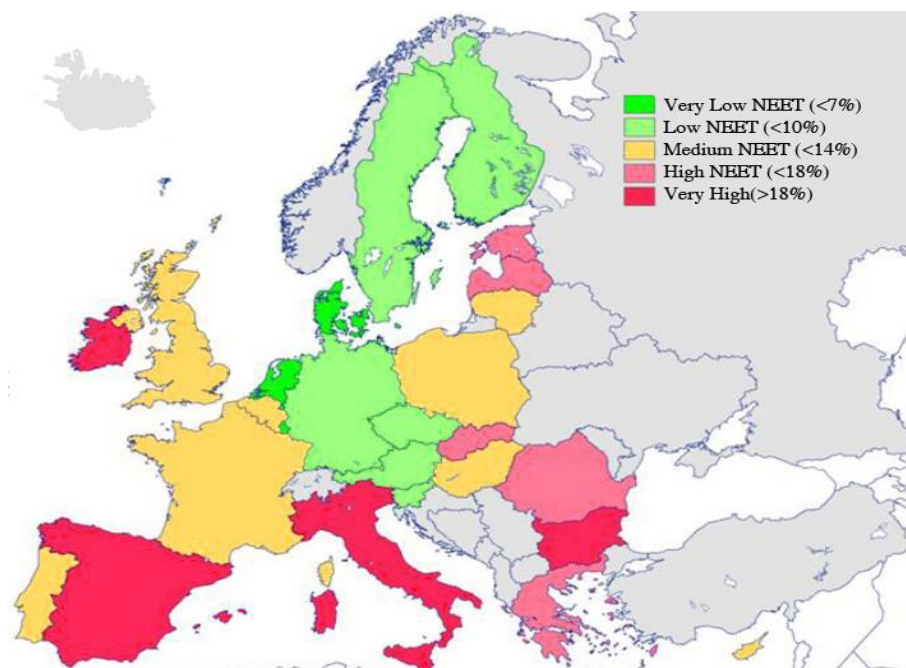 Very Low NEET (<7%)
Low NEET (<10%)
Medium NEET (<14%)
High NEET (<18%)
Very High(>18%)